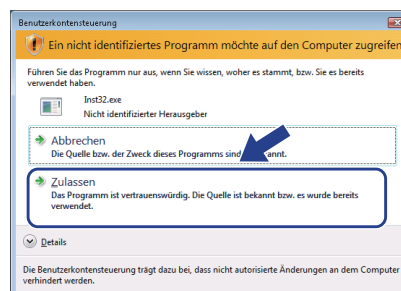 Benutzerkontensteuerung
Ein nicht identifiziertes Programm möchte auf den Computer zugreifen
Führen Sie das Programm nur aus, wenn Sie wissen, woher es stammt, bzw. Sie es bereits
verwendet haben.
Inst32.exe
Nicht identifizierter Herausgeber
Abbrechen
Die Quelle bzw. der Zweck dieses Programms sind
Zulassen
Das Programm ist vertrauenswürdig. Die Quelle ist bekannt bzw. es wurde bereits
verwendet.
Details
Die Benutzerkontensteuerung trägt dazu bei, dass nicht autorisierte Änderungen an dem Computer
verhindert werden.